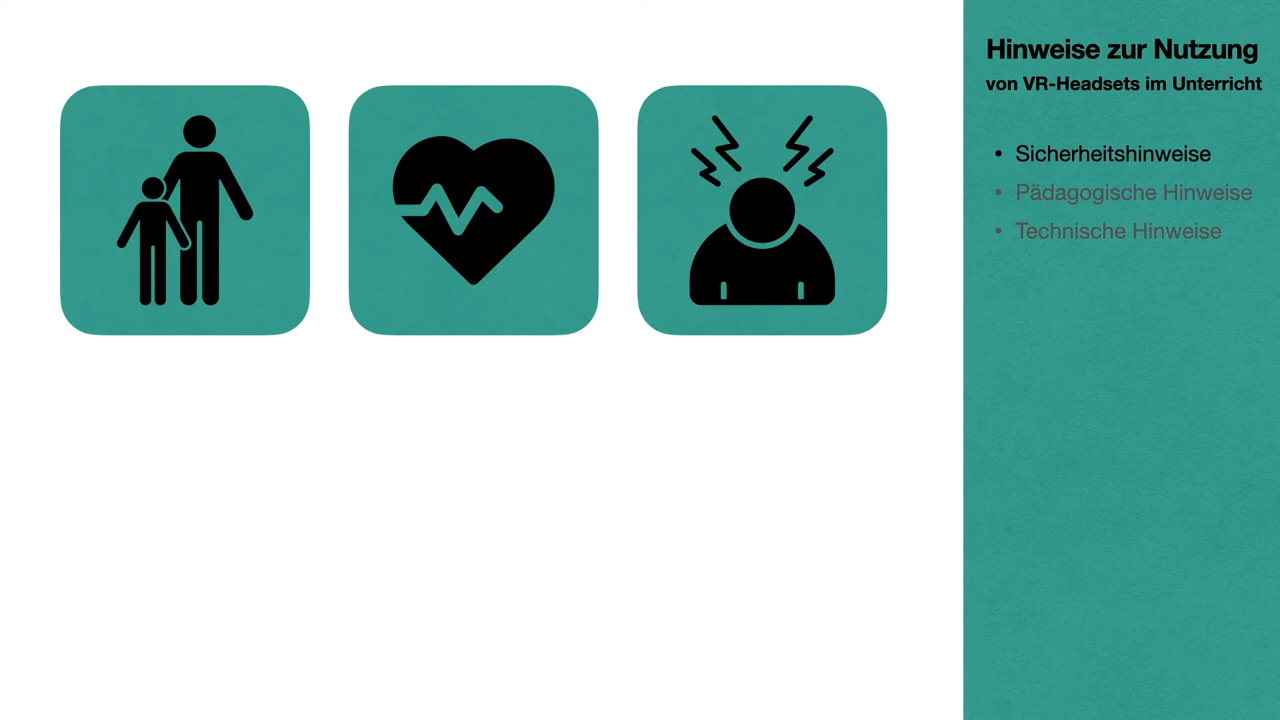 Hinweise zur Nutzung
von VR-Headsets im Unterricht
• Sicherheitshinweise
• Pädagogische Hinweise
• Technische Hinweise